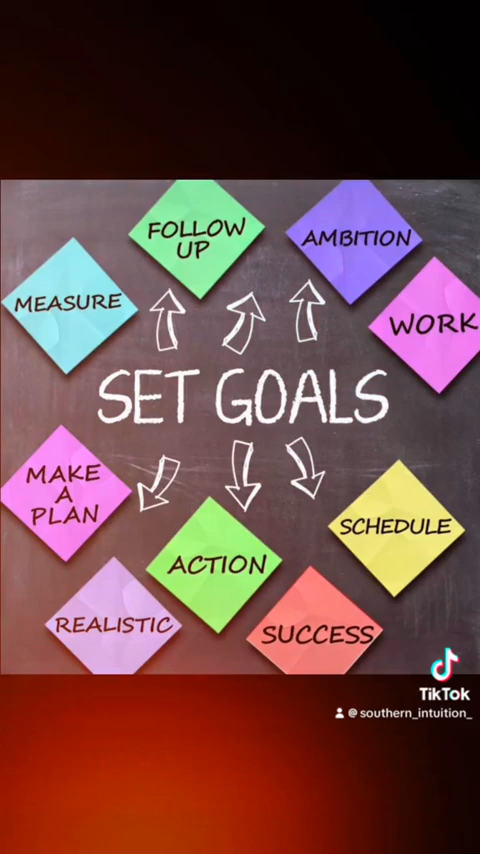 FOLLOW
UP
AMBITION
MEASURE
WORK
SET GOALS
MAKE
A
PLAN
SCHEDULE
ACTION
REALISTIC
SUCCESS
TikTok
@southern_intuition_